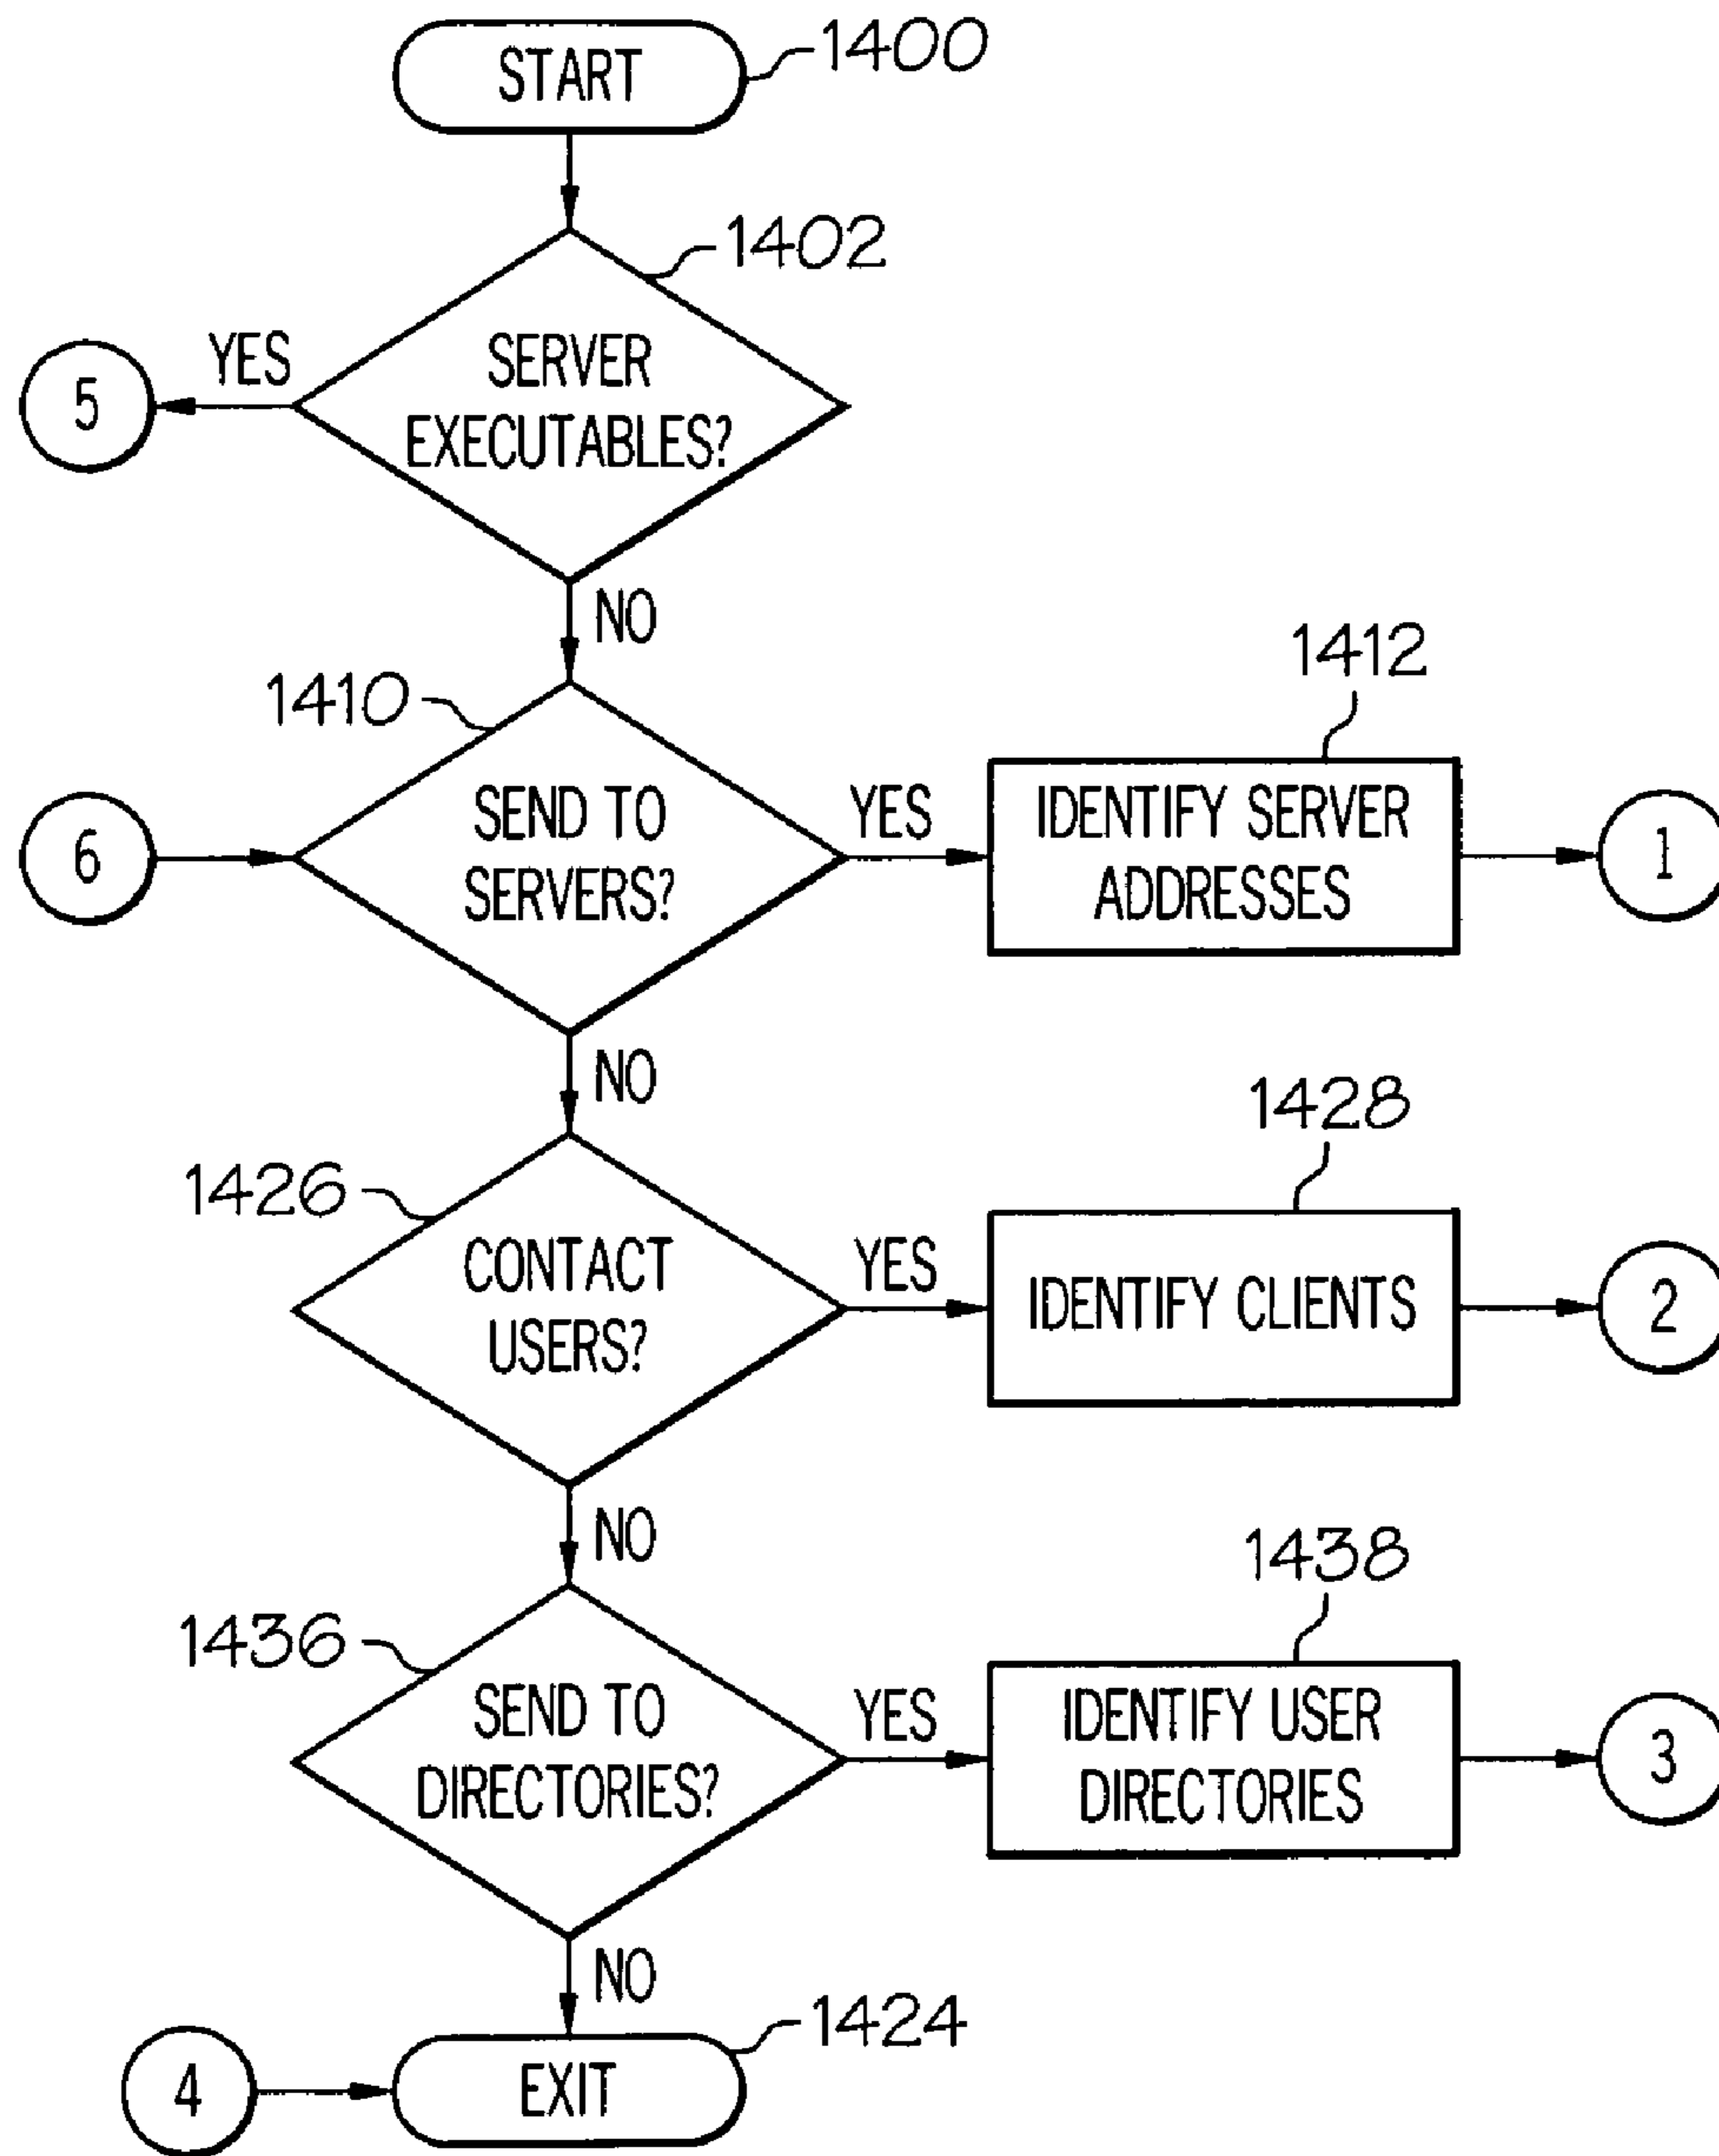 START
1400
1402
YES
5
SERVER
EXECUTABLES?
NO
1410
1412
6
SEND TO
SERVERS?
YES
IDENTIFY SERVER
ADDRESSES
1
NO
1426
1428
CONTACT
USERS?
YES
IDENTIFY CLIENTS
2
NO
1436
1438
SEND TO
DIRECTORIES?
YES
IDENTIFY USER
DIRECTORIES
3
NO
1424
4
EXIT